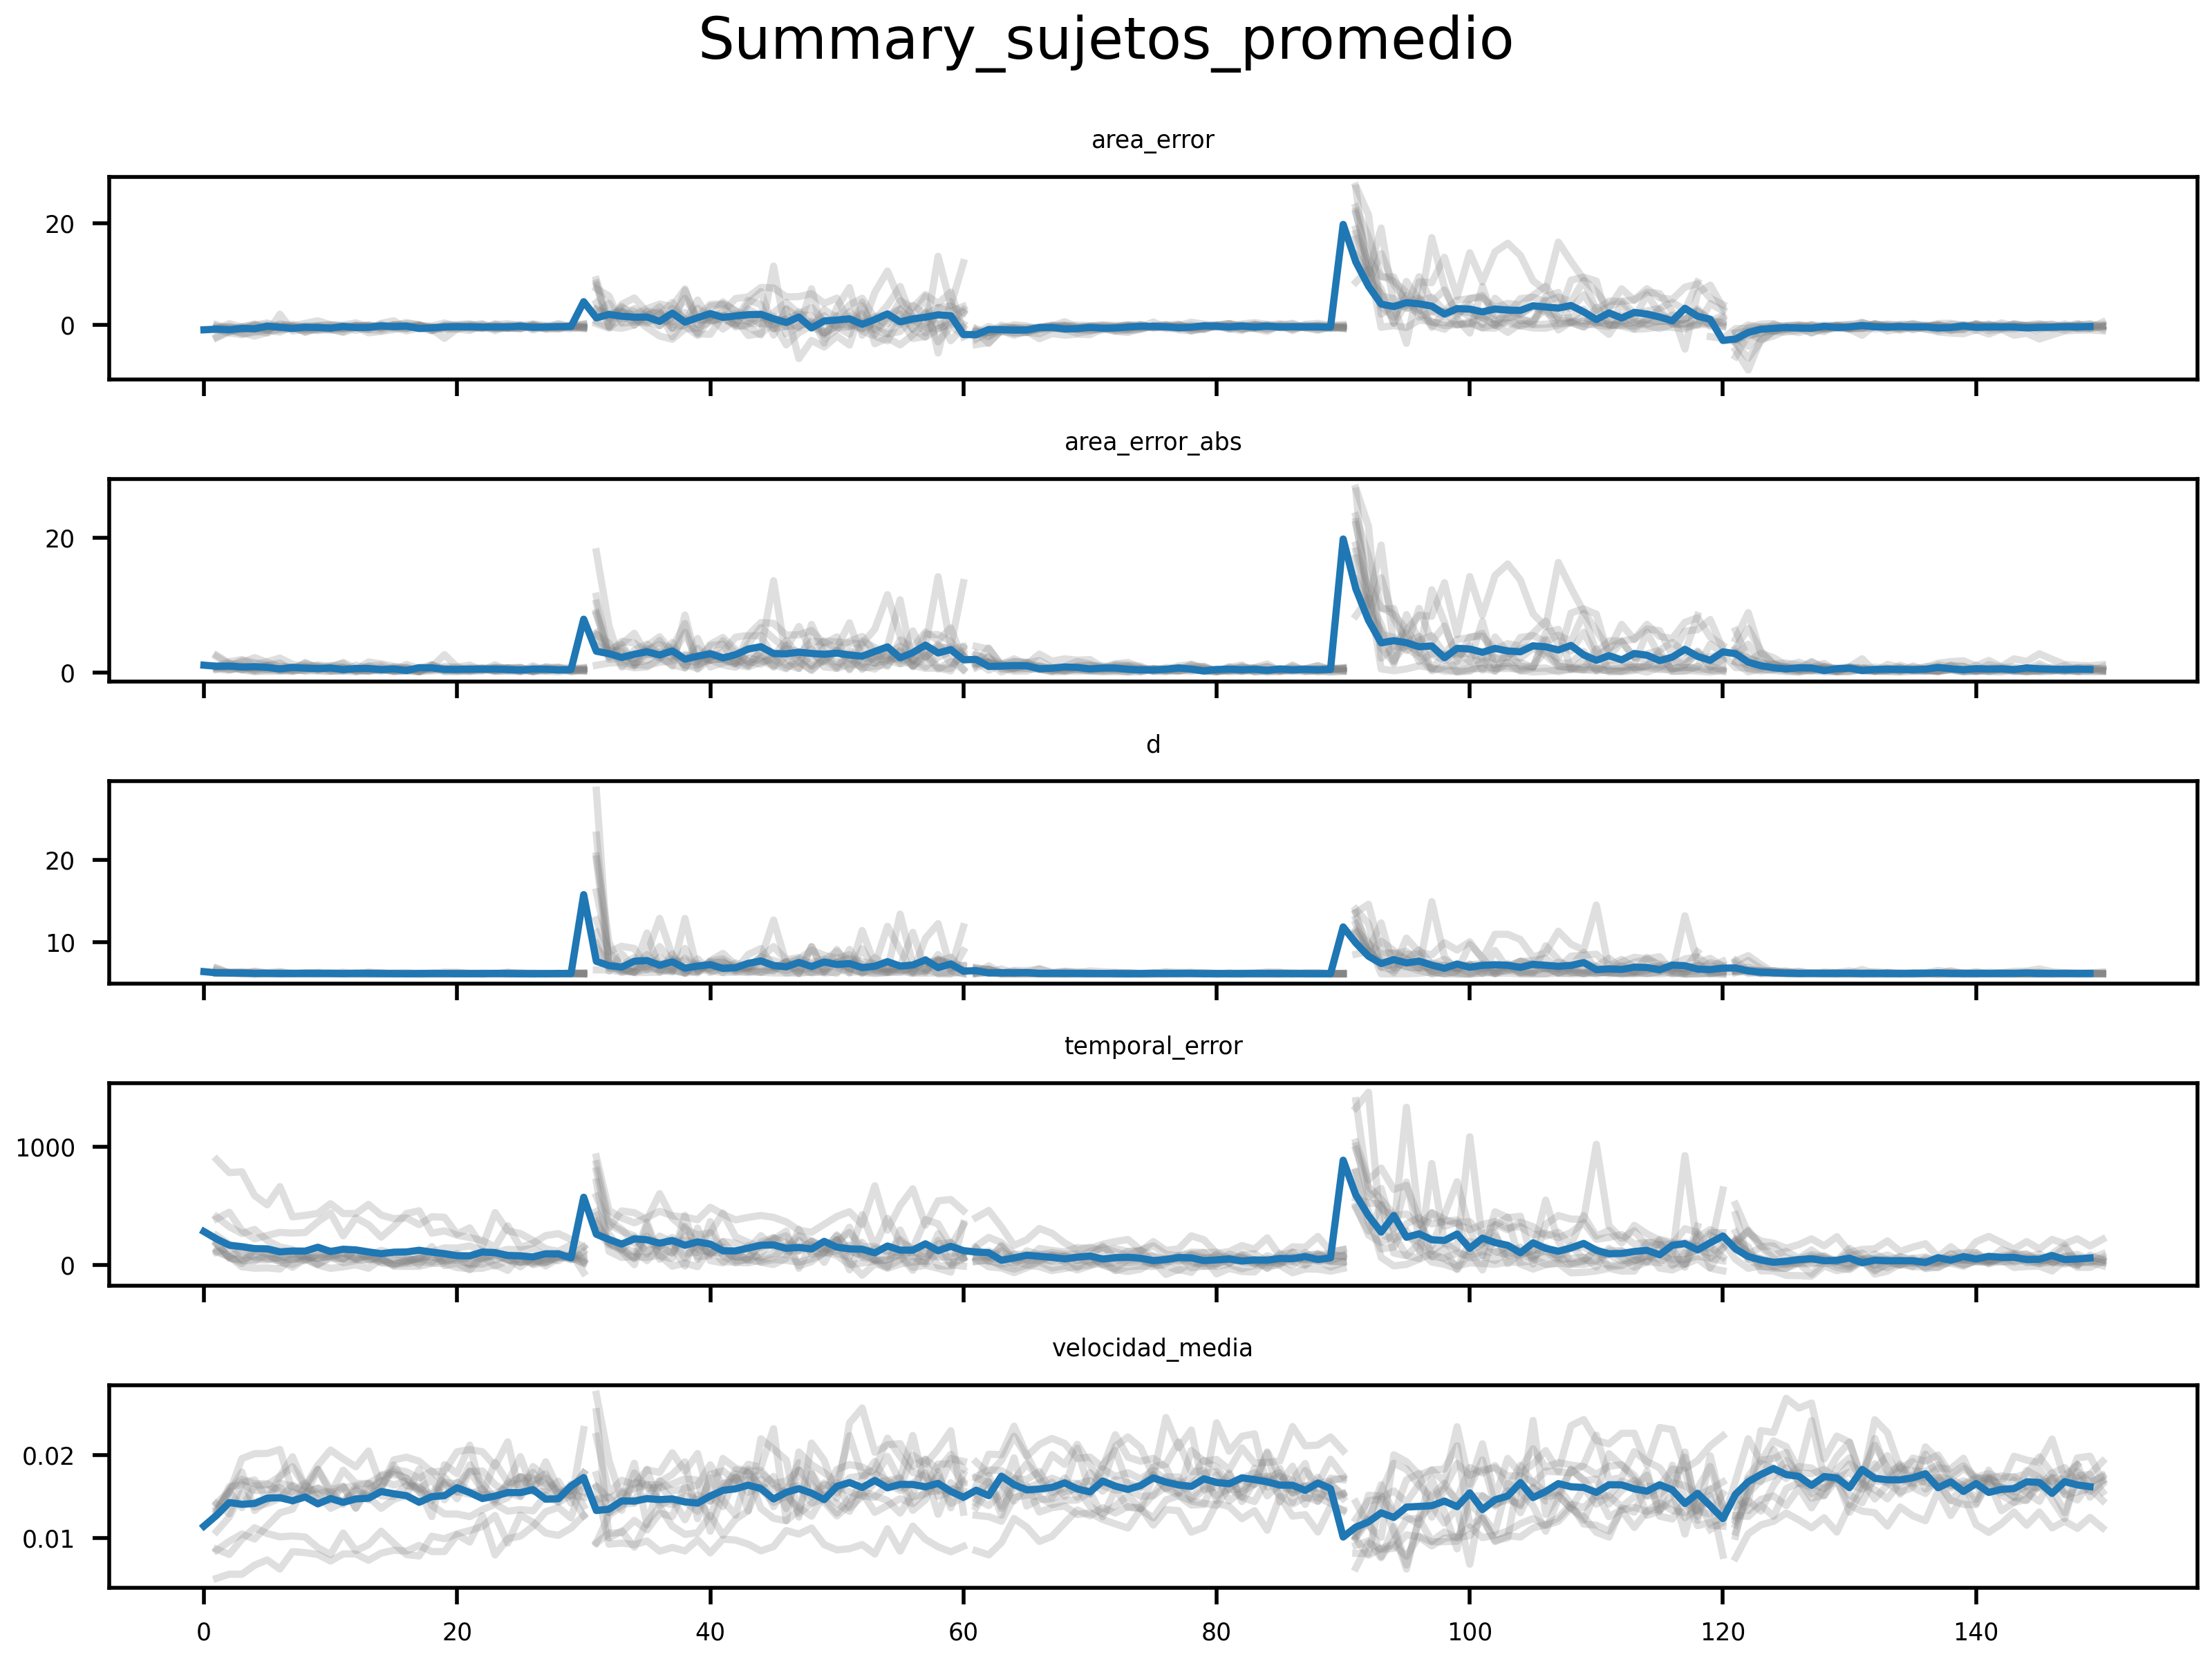 Summary_sujetos_promedio
area_error
20
0
area_error_abs
20
0
d
20
10
temporal_error
1000
0
velocidad_media
0.02
0.01
0 20 40 60 80 100 120 140